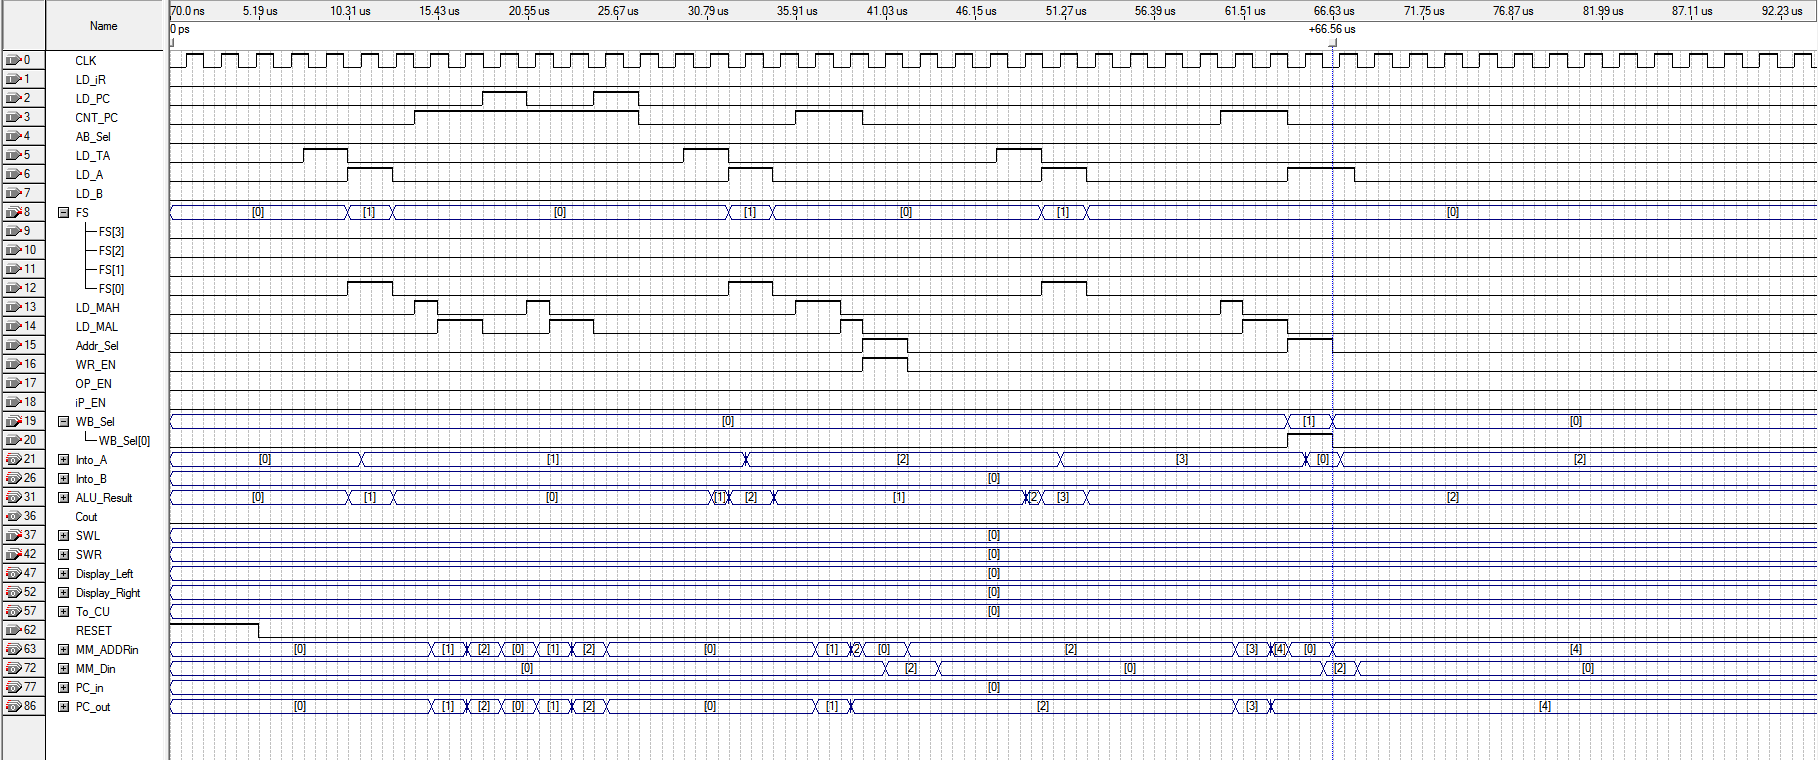 70.0 ns 5.19 us 10.31 us 15.43 us 20.55 us 25.67 us 30.79 us 35.91 us 41.03 us 46.15 us 51.27 us 56.39 us 61.51 us 66.63 us 71.75 us 76.87 us 81.99 us 87.11 us 92.23 us
Name
0 ps +66.56 us
0 CLK
1 LD_iR
2 LD_PC
3 CNT_PC
4 AB_Sel
5 LD_TA
6 LD_A
7 LD_B
8 FS [0] [1] [0] [1] [0] [1] [0]
9 FS[3]
10 FS[2]
11 FS[1]
12 FS[0]
13 LD_MAH
14 LD_MAL
15 Addr_Sel
16 WR_EN
17 OP_EN
18 iP_EN
19 WB_Sel [0] [1] [0]
20 WB_Sel[0]
21 Into_A [0] [1] [2] [3] [0] [2]
26 Into_B [0]
31 ALU_Result [0] [1] [0] [1] [2] [1] [2 [3] [2]
36 Cout
37 SWL [0]
42 SWR [0]
47 Display_Left [0]
52 Display_Right [0]
57 To_CU [0]
62 RESET
63 MM_ADDRin [0] [1] [2] [0] [1] [2] [0] [1] 2 [0] [2] [3] [4] [0] [4]
72 MM_Din [0] [2] [0] [2] [0]
77 PC_in [0]
86 PC_out [0] [1] [2] [0] [1] [2] [0] [1] [2] [3] [4]